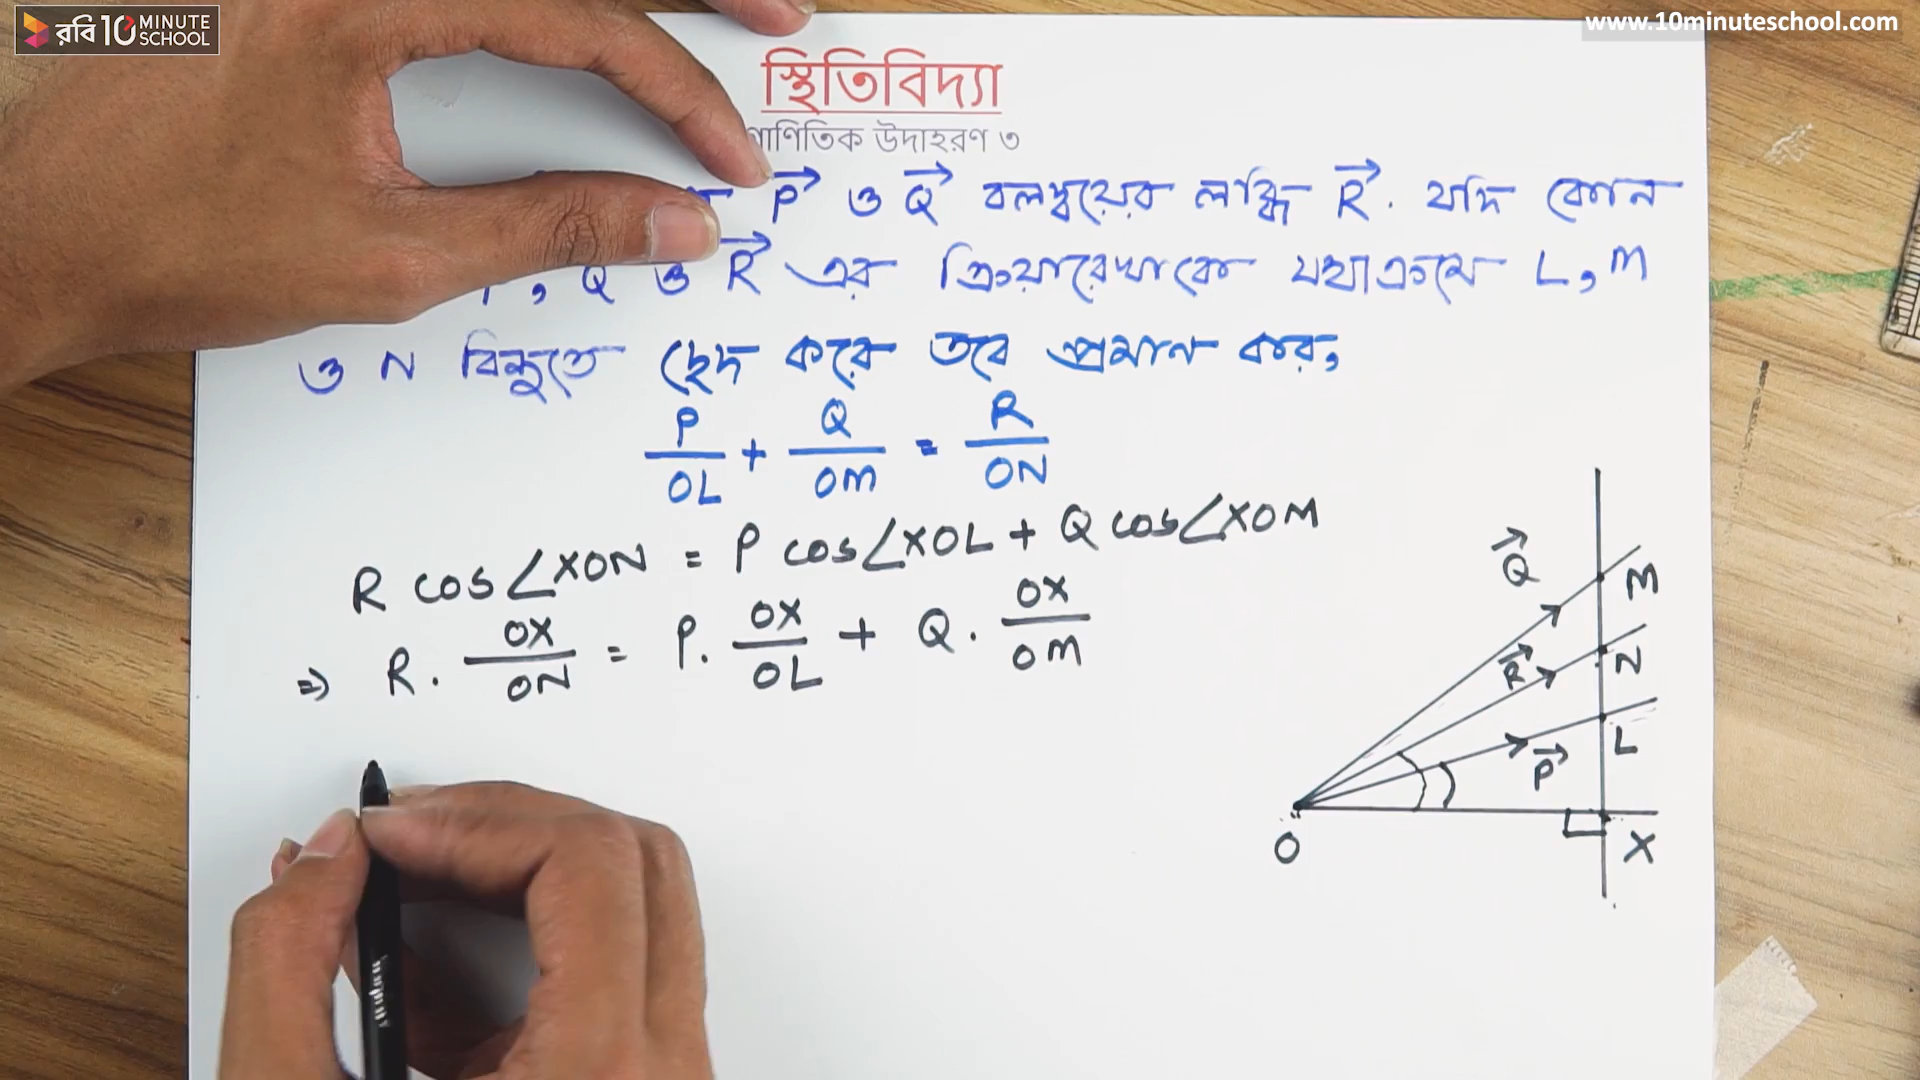 রবি 10 MINUTE SCHOOL
www.10minuteschool.com
স্থিতিবিদ্যা
গাণিতিক উদাহরণ ৩
P⃗ ও Q⃗ বলদ্বয়ের লব্ধি R⃗. যদি কোন
, Q ও R⃗ এর ক্রিয়ারেখাকে যথাক্রমে L, M
ও N বিন্দুতে ছেদ করে তবে প্রমাণ কর,
P/OL + Q/OM = R/ON
R cos∠XON = P cos∠XOL + Q cos∠XOM
⇒ R. OX/ON = P. OX/OL + Q. OX/OM
Q⃗ M
R⃗ N
P⃗ L
O X